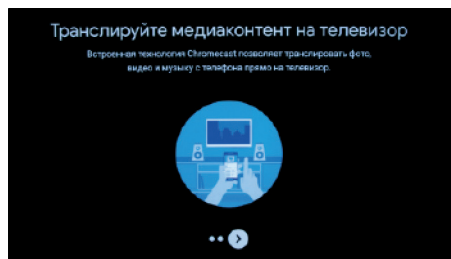 Транслируйте медиаконтент на телевизор
Встроенная технология Chromecast позволяет транслировать фото,
видео и музыку с телефона прямо на телевизор.